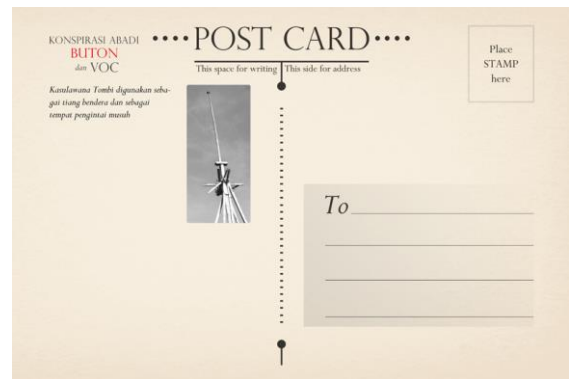 KONSPIRASI ABADI
BUTON
dan VOC
Kasulawana Tombi digunakan seba-
gai tiang bendera dan sebagai
tempat pengintai musuh
POST CARD
This space for writing
This side for address
Place
STAMP
here
To